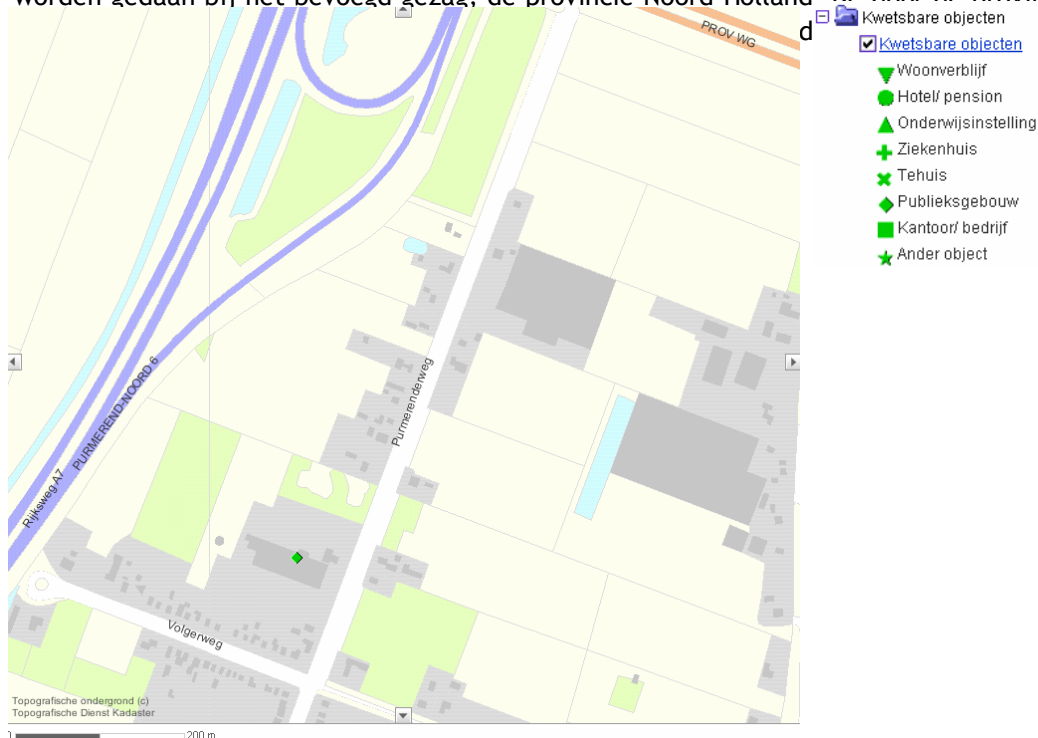 worden gedaan bij het bevoegd gezag, de provincie Noord-Holland
d
Kwetsbare objecten
Kwetsbare objecten
Woonverblijf
Hotel/ pension
Onderwijsinstelling
Ziekenhuis
Tehuis
Publieksgebouw
Kantoor/ bedrijf
Ander object
PROV WG
Purmerenderweg
PURMEREND-NOORD 6
Rijksweg A7
Volgerweg
Topografische ondergrond (c)
Topografische Dienst Kadaster
200 m